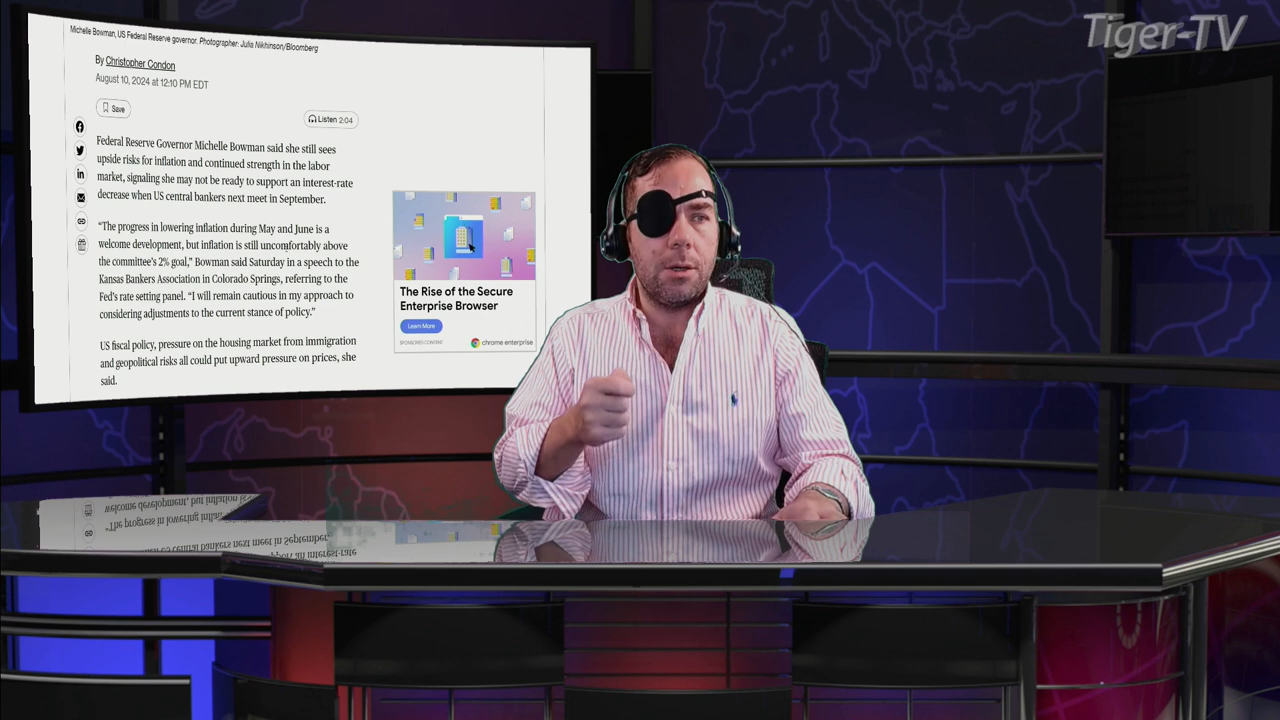 Tiger-TV
Michelle Bowman, US Federal Reserve governor. Photographer: Julia Nikhinson/Bloomberg
By Christopher Condon
August 10, 2024 at 12:10 PM EDT
Save
Listen 2:04
Federal Reserve Governor Michelle Bowman said she still sees
upside risks for inflation and continued strength in the labor
market, signaling she may not be ready to support an interest-rate
decrease when US central bankers next meet in September.
“The progress in lowering inflation during May and June is a
welcome development, but inflation is still uncomfortably above
the committee’s 2% goal,” Bowman said Saturday in a speech to the
Kansas Bankers Association in Colorado Springs, referring to the
Fed’s rate setting panel. “I will remain cautious in my approach to
considering adjustments to the current stance of policy.”
US fiscal policy, pressure on the housing market from immigration
and geopolitical risks all could put upward pressure on prices, she
said.
The Rise of the Secure
Enterprise Browser
Learn More
SPONSORED CONTENT
chrome enterprise